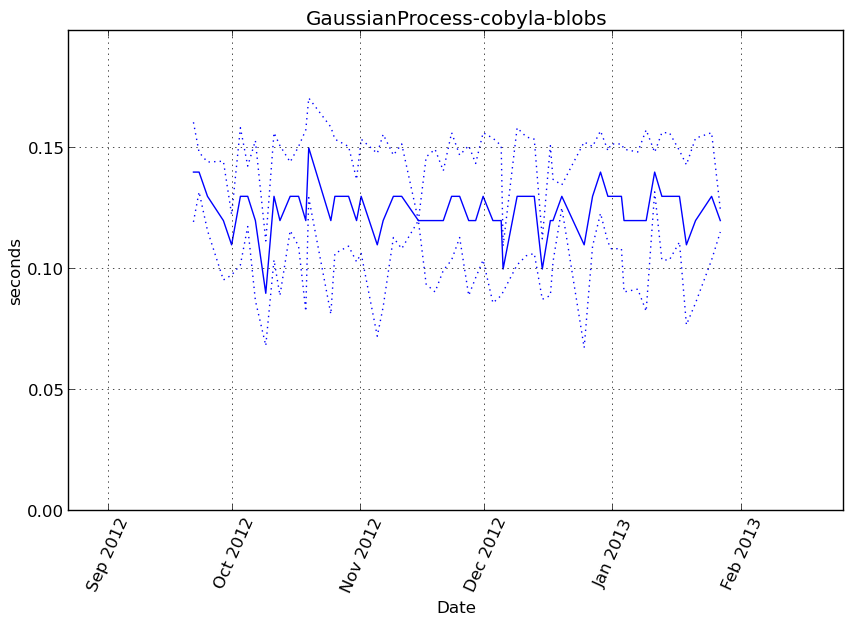 GaussianProcess-cobyla-blobs
seconds
0.15
0.10
0.05
0.00
Sep 2012
Oct 2012
Nov 2012
Dec 2012
Jan 2013
Feb 2013
Date